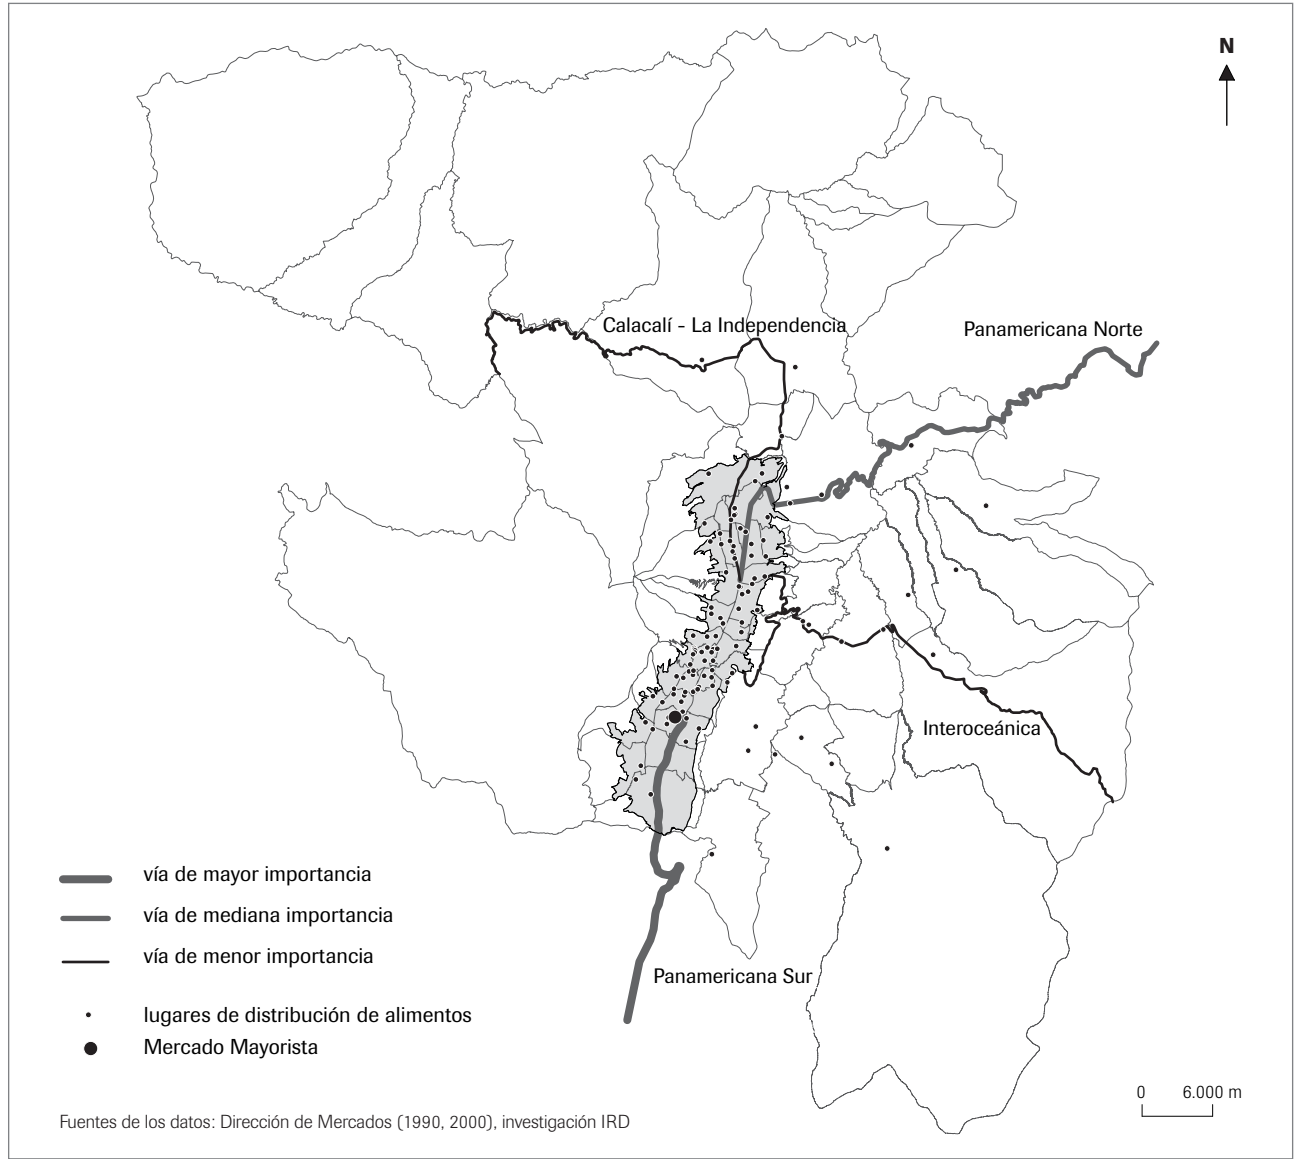 N
Calacalí - La Independencia
Panamericana Norte
Interoceánica
vía de mayor importancia
vía de mediana importancia
vía de menor importancia
Panamericana Sur
lugares de distribución de alimentos
Mercado Mayorista
0 6.000 m
Fuentes de los datos: Dirección de Mercados (1990, 2000), investigación IRD